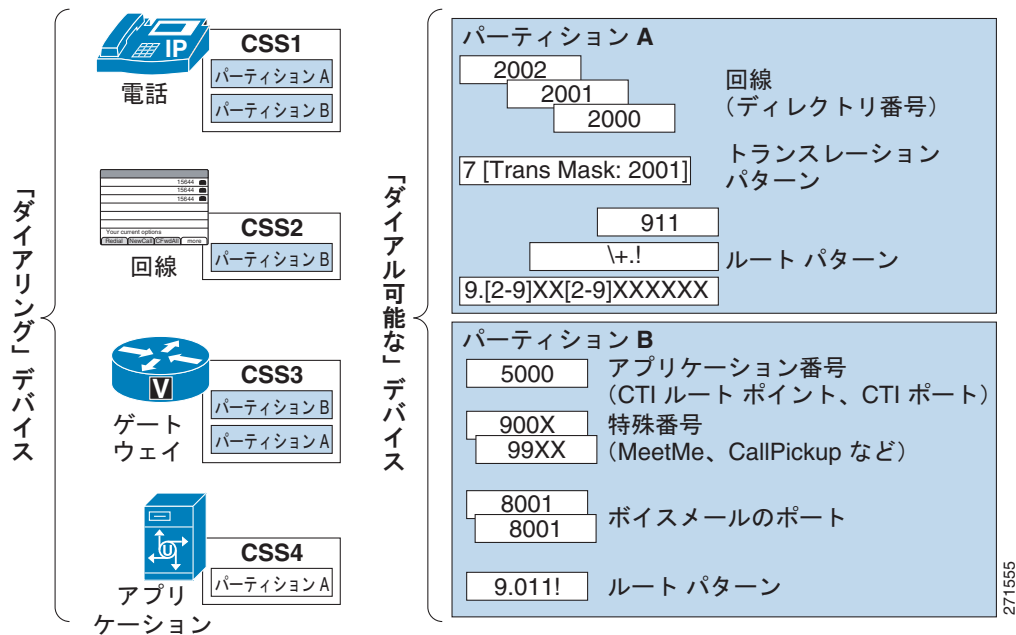 「ダイアリング」デバイス
IP
電話
CSS1
パーティション A
パーティション B
15644
15644
15644
Your current options
Redial NewCall CFwdAll more
回線
CSS2
パーティション B
V
ゲート
ウェイ
CSS3
パーティション B
パーティション A
U
アプリ
ケーション
CSS4
パーティション A
「ダイアル可能な」デバイス
パーティション A
2002
2001
2000
回線
(ディレクトリ番号)
7 [Trans Mask: 2001]
トランスレーション
パターン
911
\+.!
9.[2-9]XX[2-9]XXXXXX
ルート パターン
パーティション B
5000
アプリケーション番号
(CTI ルート ポイント、CTI ポート)
900X
99XX
特殊番号
(MeetMe、CallPickup など)
8001
8001
ボイスメールのポート
9.011!
ルート パターン
271555